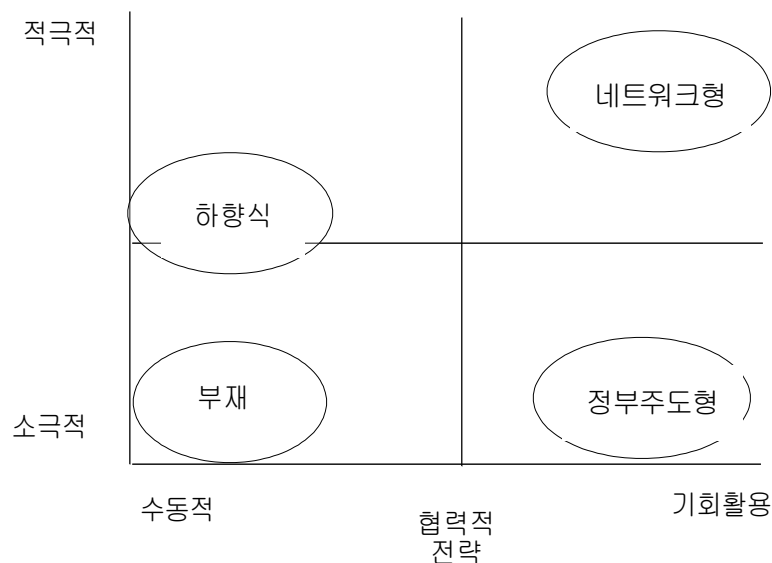 적극적
네트워크형
하향식
부재
정부주도형
소극적
수동적
협력적
전략
기회활용